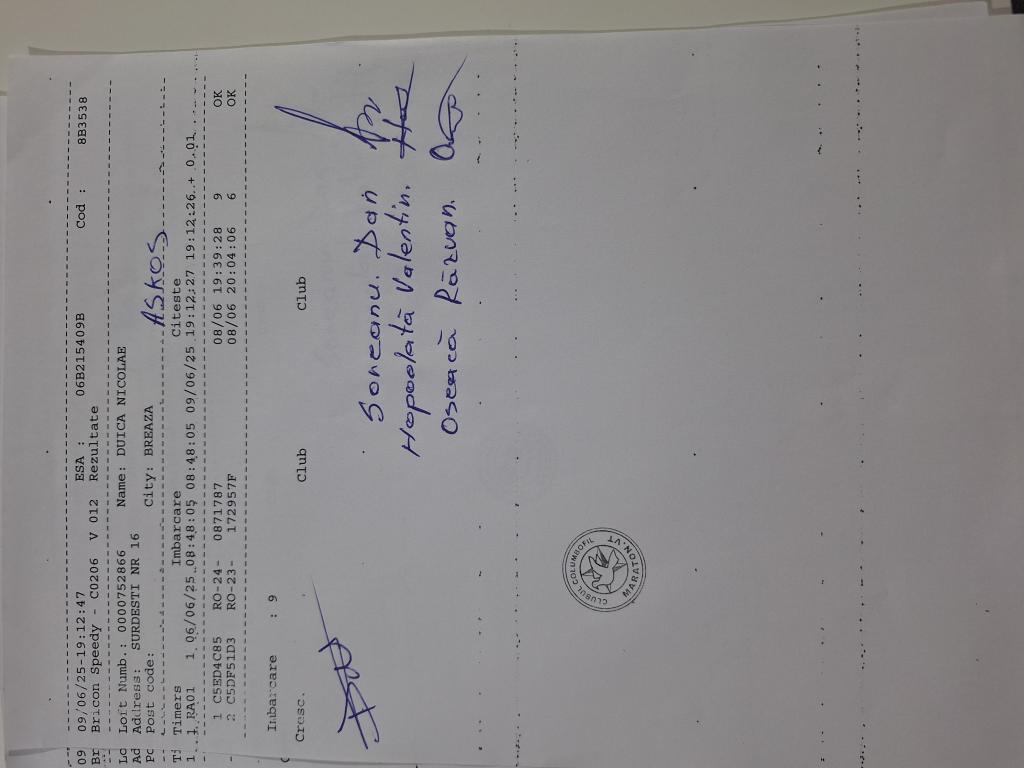 09/06/25-19:12:47 ESA : 06B215409B Cod : 8B3538
Bricon Speedy - C0206 V 012 Rezultate
Loft Numb.: 0000752866 Name: DUICA NICOLAE
Address: SURDESTI NR 16
Post code: City: BREAZA ASKOS
Timers Imbarcare Citeste
1 RA01 1 06/06/25 08:48:05 08:48:05 09/06/25 19:12:27 19:12:26 + 0.01
1 C5ED4C85 RO-24- 0871787 08/06 19:39:28 9 OK
2 C5DF51D3 RO-23- 172957F 08/06 20:04:06 6 OK
Imbarcare : 9
Cresc. Club Club
Soneanu Dan
Hapodată Valentin.
Oseacă Răzvan.
CLUBUL COLUMBOFIL
MARATON.VT